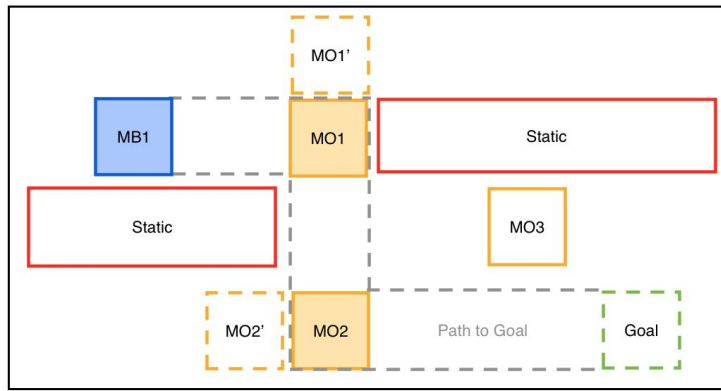 MO1’
MB1
MO1
Static
Static
MO3
MO2’
MO2
Path to Goal
Goal